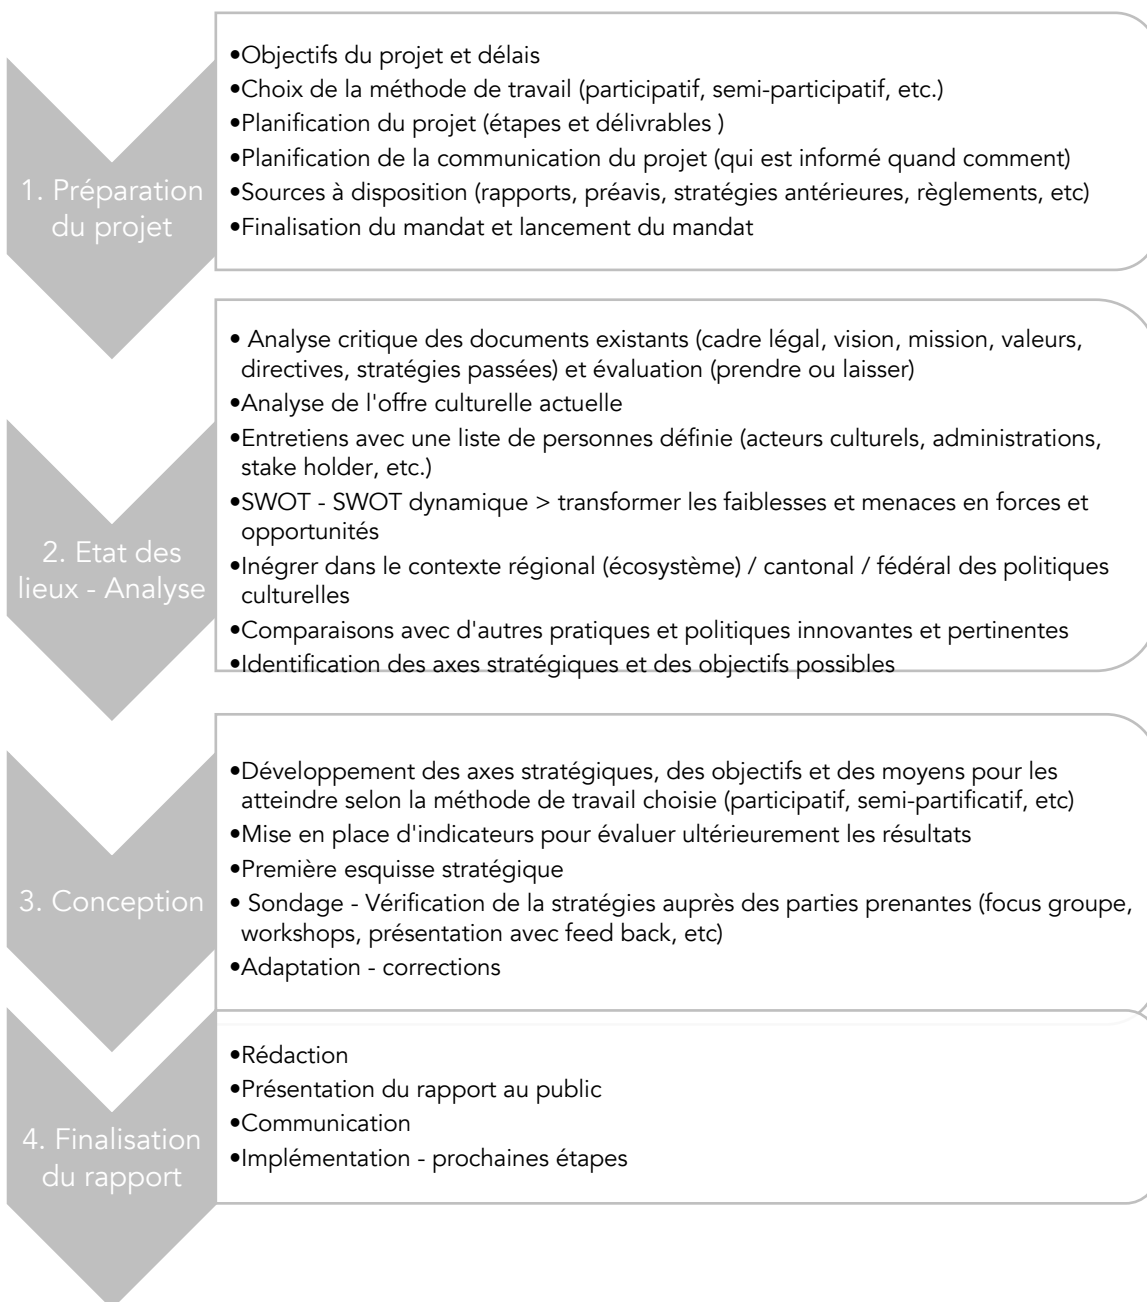 1. Préparation
du projet
•Objectifs du projet et délais
•Choix de la méthode de travail (participatif, semi-participatif, etc.)
•Planification du projet (étapes et délivrables )
•Planification de la communication du projet (qui est informé quand comment)
•Sources à disposition (rapports, préavis, stratégies antérieures, règlements, etc)
•Finalisation du mandat et lancement du mandat
2. Etat des
lieux - Analyse
• Analyse critique des documents existants (cadre légal, vision, mission, valeurs,
directives, stratégies passées) et évaluation (prendre ou laisser)
•Analyse de l'offre culturelle actuelle
•Entretiens avec une liste de personnes définie (acteurs culturels, administrations,
stake holder, etc.)
•SWOT - SWOT dynamique > transformer les faiblesses et menaces en forces et
opportunités
•Inégrer dans le contexte régional (écosystème) / cantonal / fédéral des politiques
culturelles
•Comparaisons avec d'autres pratiques et politiques innovantes et pertinentes
•Identification des axes stratégiques et des objectifs possibles
3. Conception
•Développement des axes stratégiques, des objectifs et des moyens pour les
atteindre selon la méthode de travail choisie (participatif, semi-partificatif, etc)
•Mise en place d'indicateurs pour évaluer ultérieurement les résultats
•Première esquisse stratégique
• Sondage - Vérification de la stratégies auprès des parties prenantes (focus groupe,
workshops, présentation avec feed back, etc)
•Adaptation - corrections
4. Finalisation
du rapport
•Rédaction
•Présentation du rapport au public
•Communication
•Implémentation - prochaines étapes